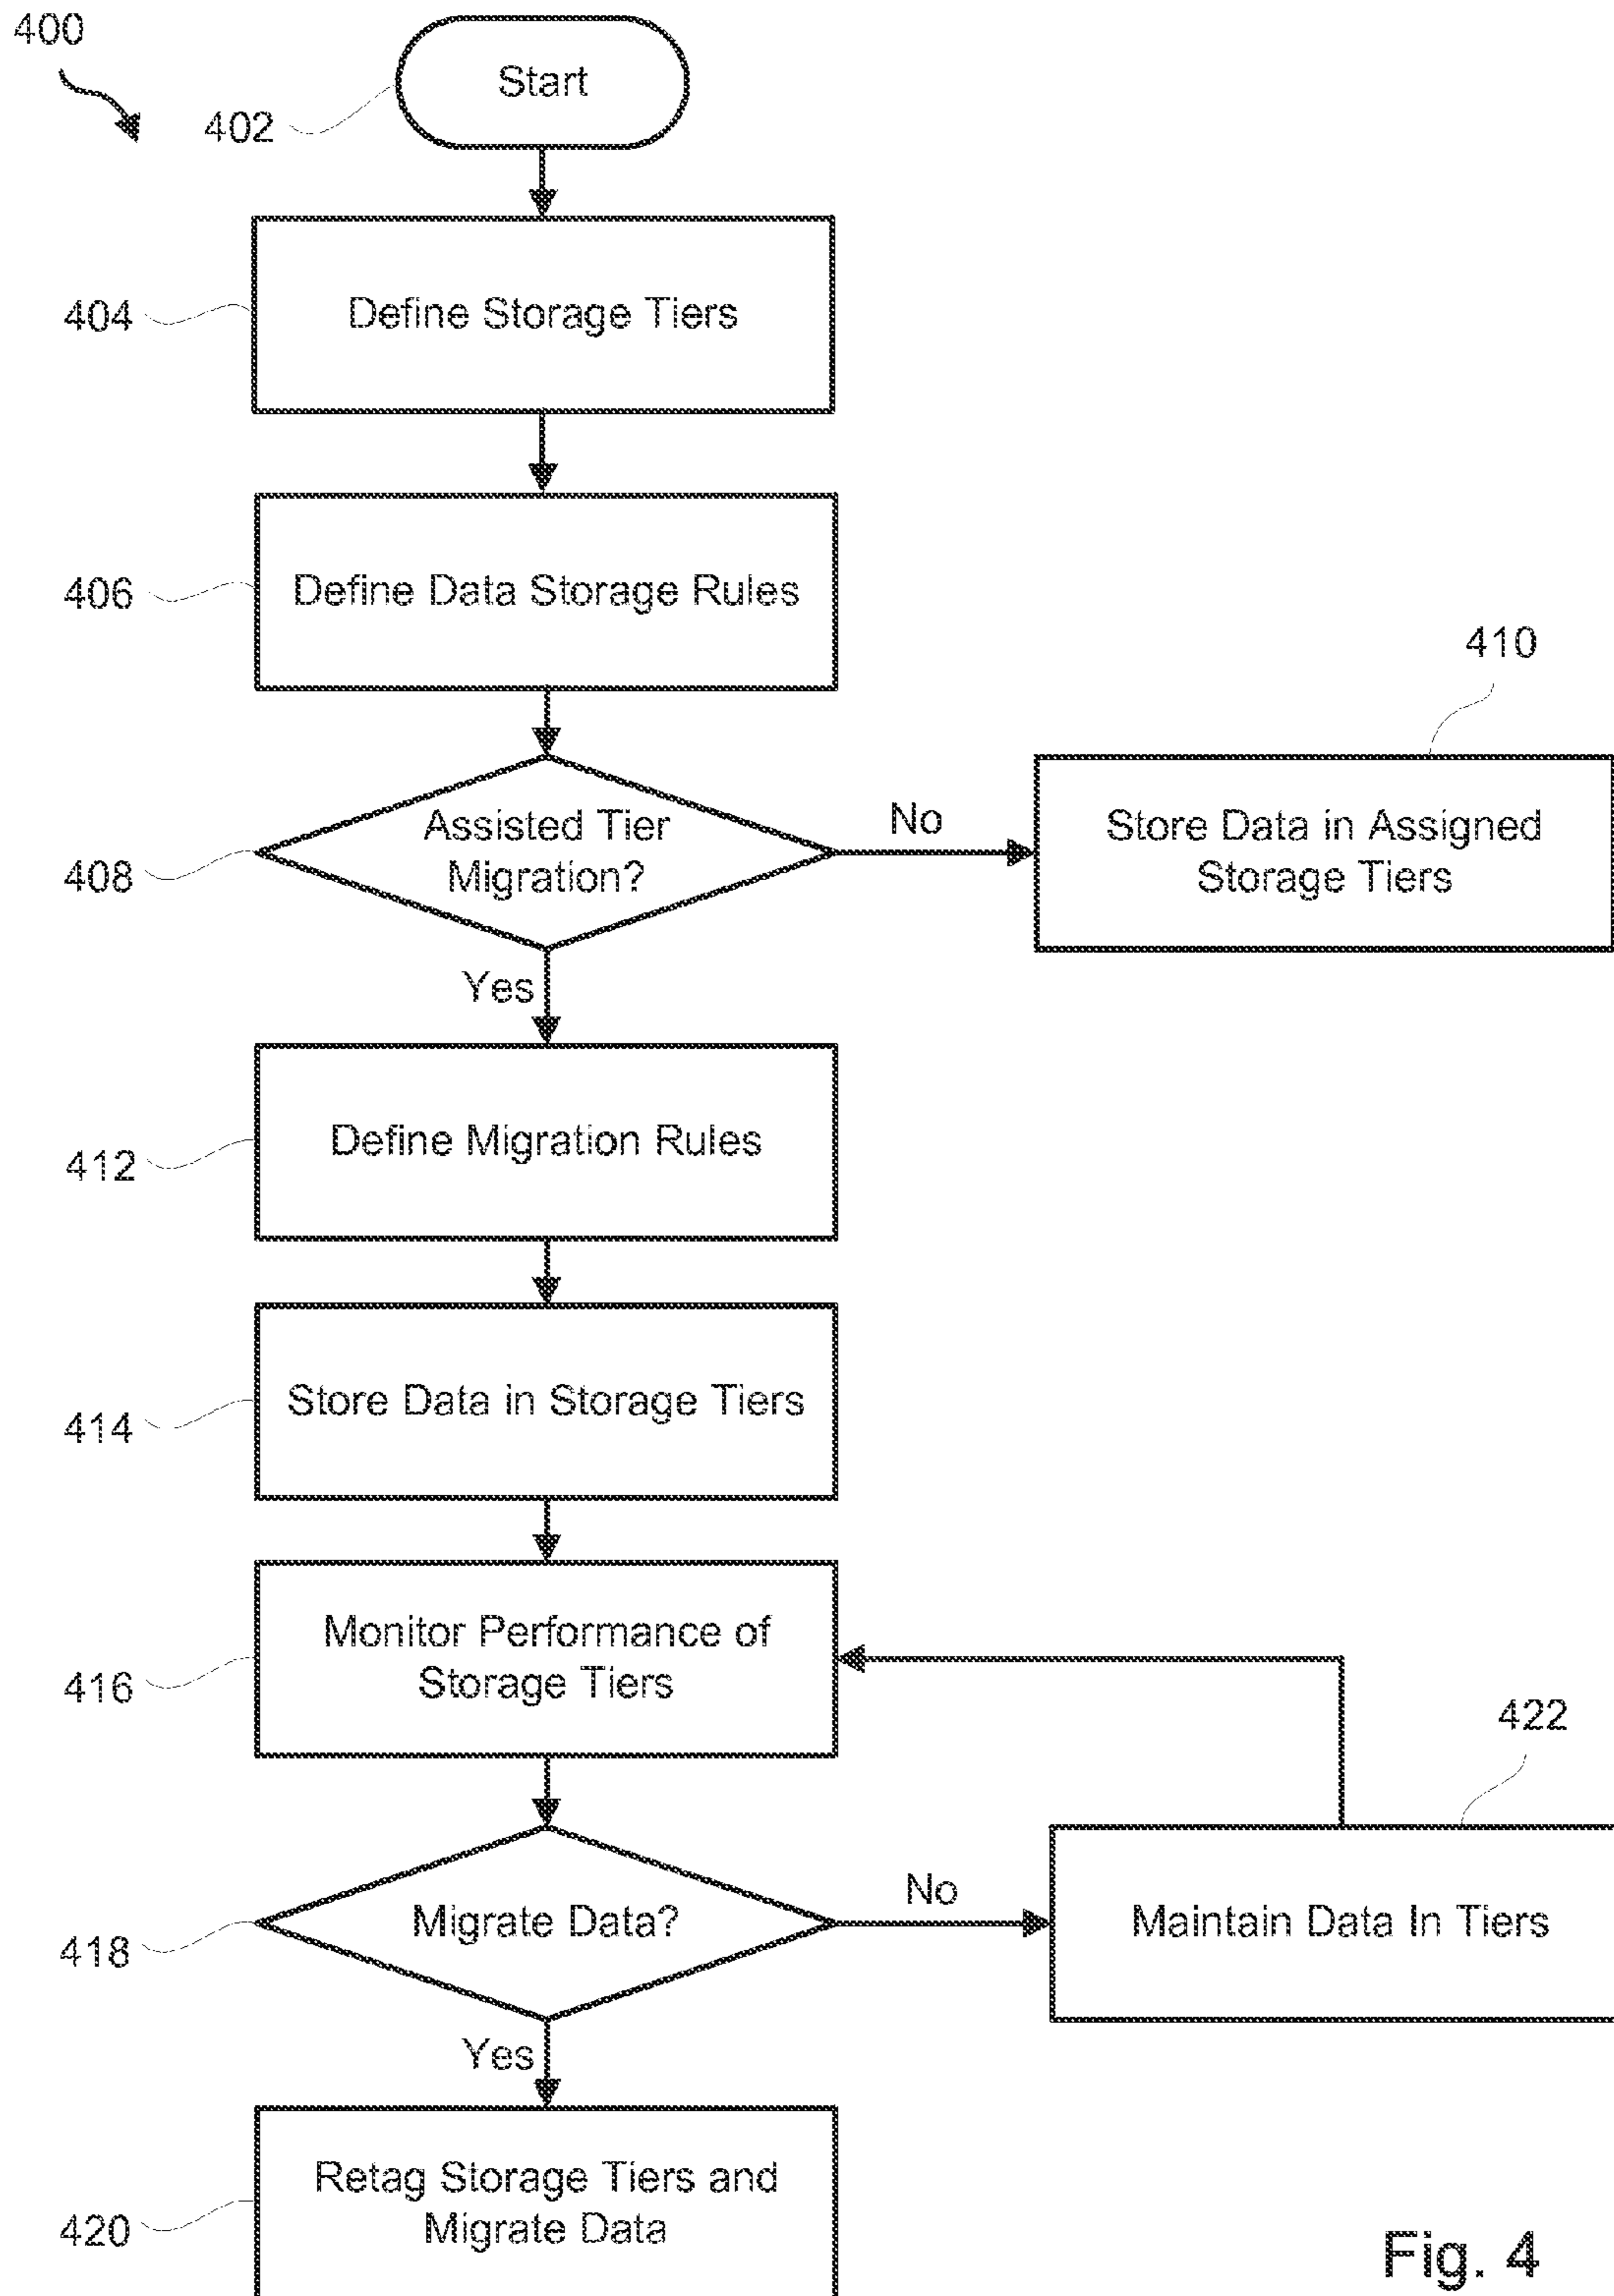 400
402
Start
404
Define Storage Tiers
406
Define Data Storage Rules
410
408
Assisted Tier
Migration?
No
Store Data in Assigned
Storage Tiers
Yes
412
Define Migration Rules
414
Store Data in Storage Tiers
416
Monitor Performance of
Storage Tiers
422
418
Migrate Data?
No
Maintain Data In Tiers
Yes
420
Retag Storage Tiers and
Migrate Data
Fig. 4